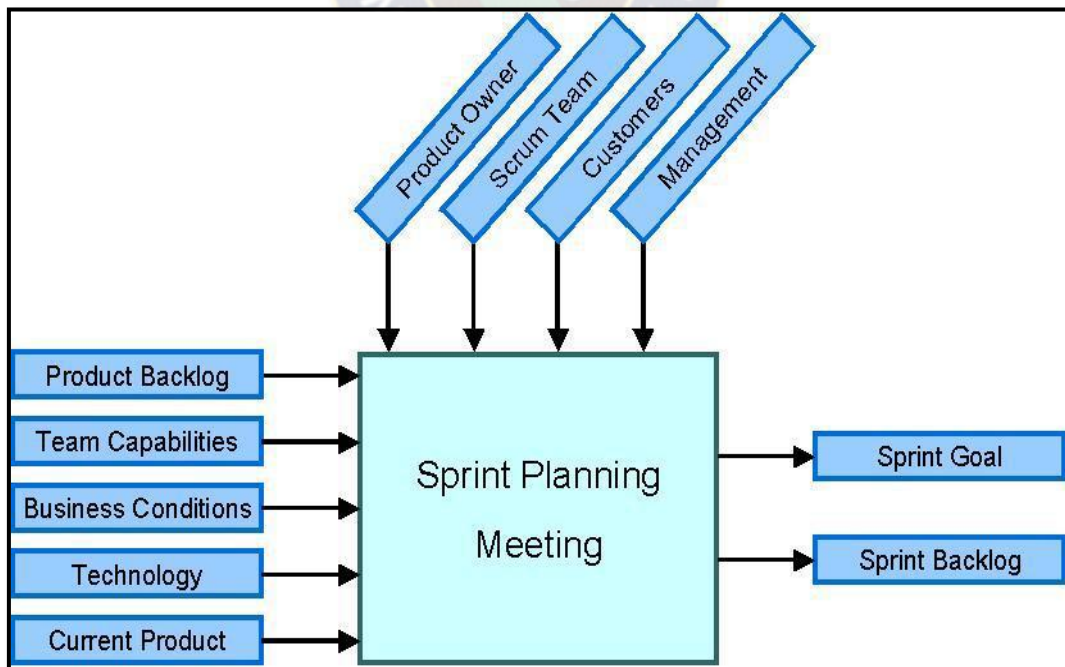 Product Owner
Scrum Team
Customers
Management
Product Backlog
Team Capabilities
Business Conditions
Technology
Current Product
Sprint Planning
Meeting
Sprint Goal
Sprint Backlog